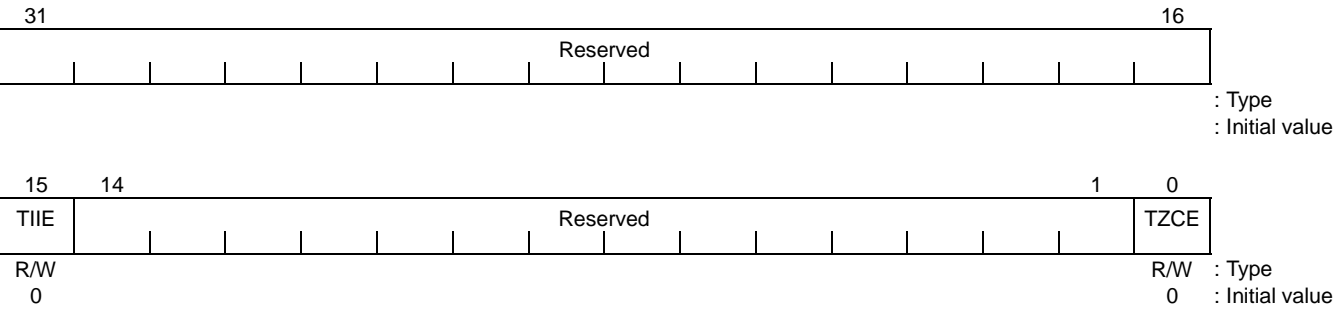 31 16
Reserved
: Type
: Initial value
15 14 1 0
TIIE Reserved TZCE
R/W R/W : Type
0 0 : Initial value